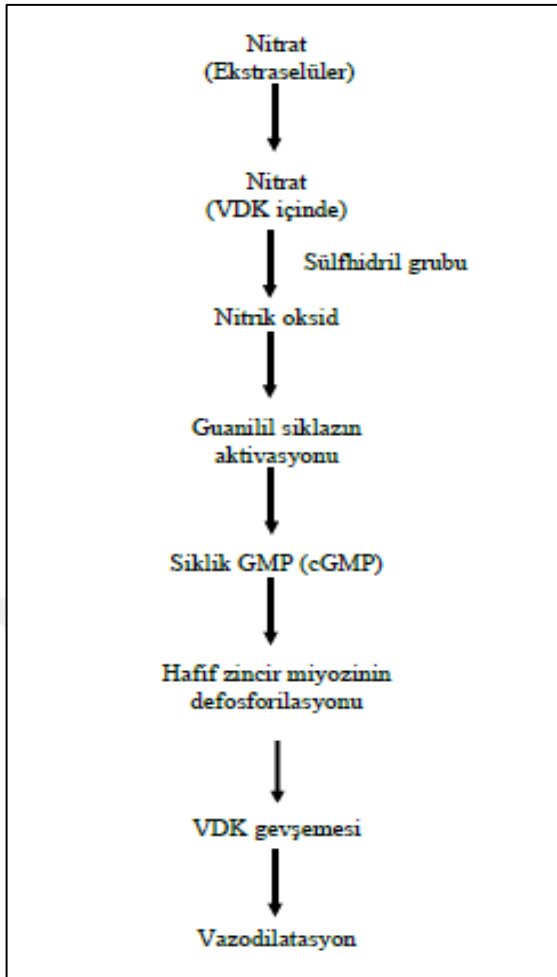 Nitrat
(Ekstraselüler)
Nitrat
(VDK içinde)
Sülfhidril grubu
Nitrik oksid
Guanilil siklazın
aktivasyonu
Siklik GMP (cGMP)
Hafif zincir miyozinin
defosforilasyonu
VDK gevşemesi
Vazodilatasyon